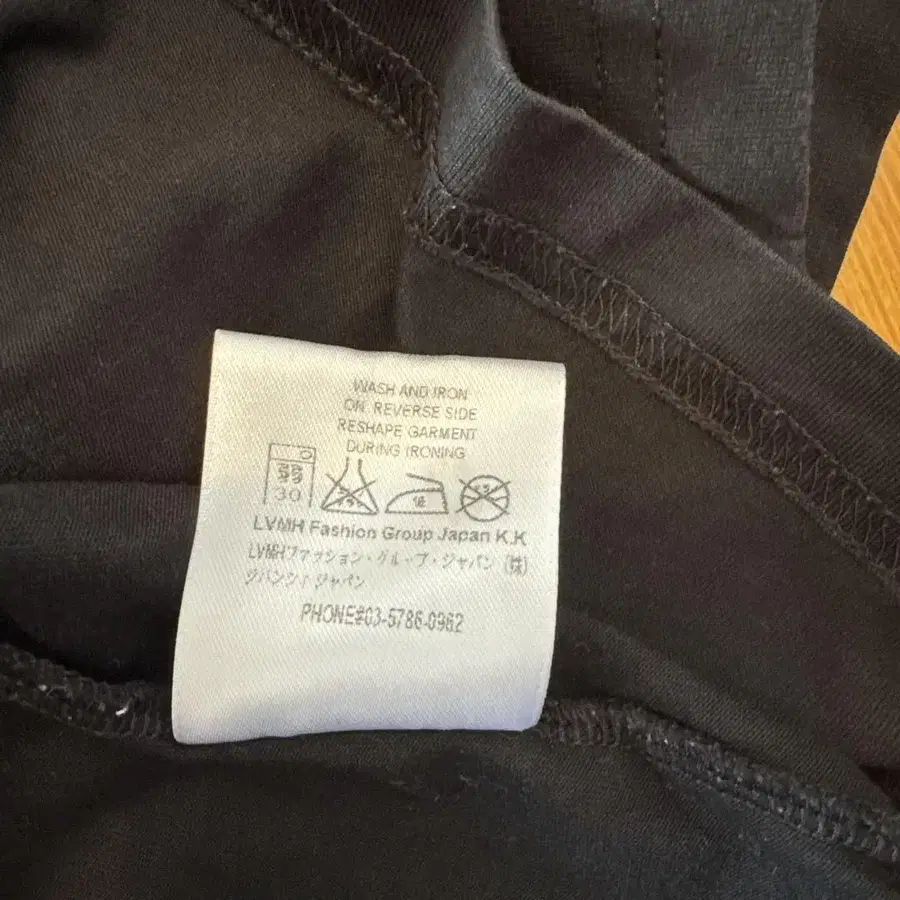 WASH AND IRON
ON REVERSE SIDE
RESHAPE GARMENT
DURING IRONING
30
LVMH Fashion Group Japan K.K
LVMHファッション・グループ・ジャパン (株)
ジバンシィ ジャパン
PHONE#03-5786-0962